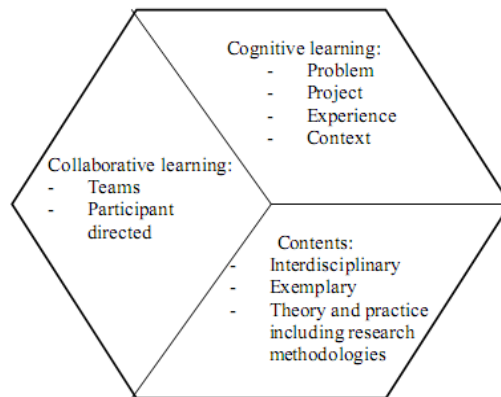 Cognitive learning:
- Problem
- Project
- Experience
- Context
Collaborative learning:
- Teams
- Participant
directed
Contents:
- Interdisciplinary
- Exemplary
- Theory and practice
including research
methodologies